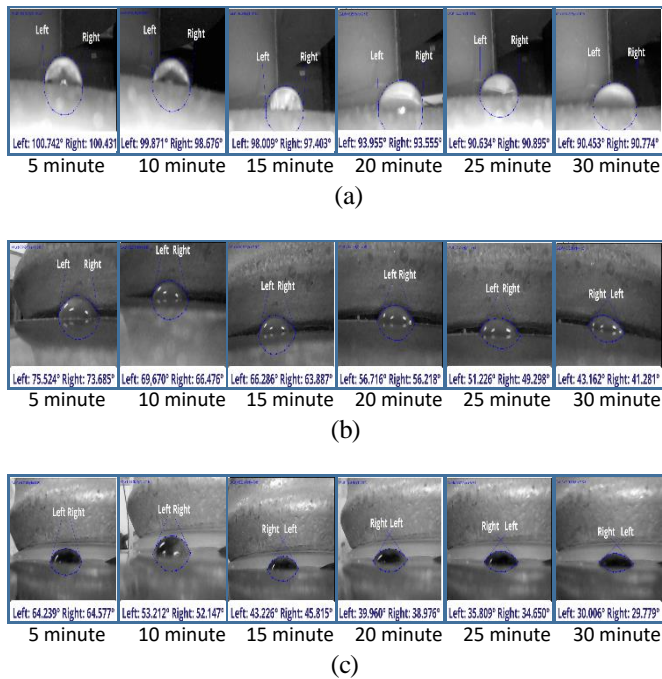 Left Right Left Right Left Right Left Right Left Right Left Right
Left: 100.742° Right: 100.431 Left: 99.871° Right: 98.676° Left: 98.009° Right: 97.403° Left: 93.955° Right: 93.555° Left: 90.634° Right: 90.895° Left: 90.453° Right: 90.774°
5 minute 10 minute 15 minute 20 minute 25 minute 30 minute
(a)
Left Right Left Right Left Right Left Right Left Right Right Left
Left: 75.524° Right: 73.685° Left: 69,670° Right: 66.476° Left: 66.286° Right: 63.887° Left: 56.716° Right: 56.218° Left: 51.226° Right: 49.298° Left: 43.162° Right: 41.281°
5 minute 10 minute 15 minute 20 minute 25 minute 30 minute
(b)
Left Right Left Right Right Left Right Left Right Left Right Left
Left: 64.239° Right: 64.577° Left: 53.212° Right: 52.147° Left: 43.226° Right: 45.815° Left: 39.960° Right: 38.976° Left: 35.809° Right: 34.650° Left: 30.006° Right: 29.779°
5 minute 10 minute 15 minute 20 minute 25 minute 30 minute
(c)